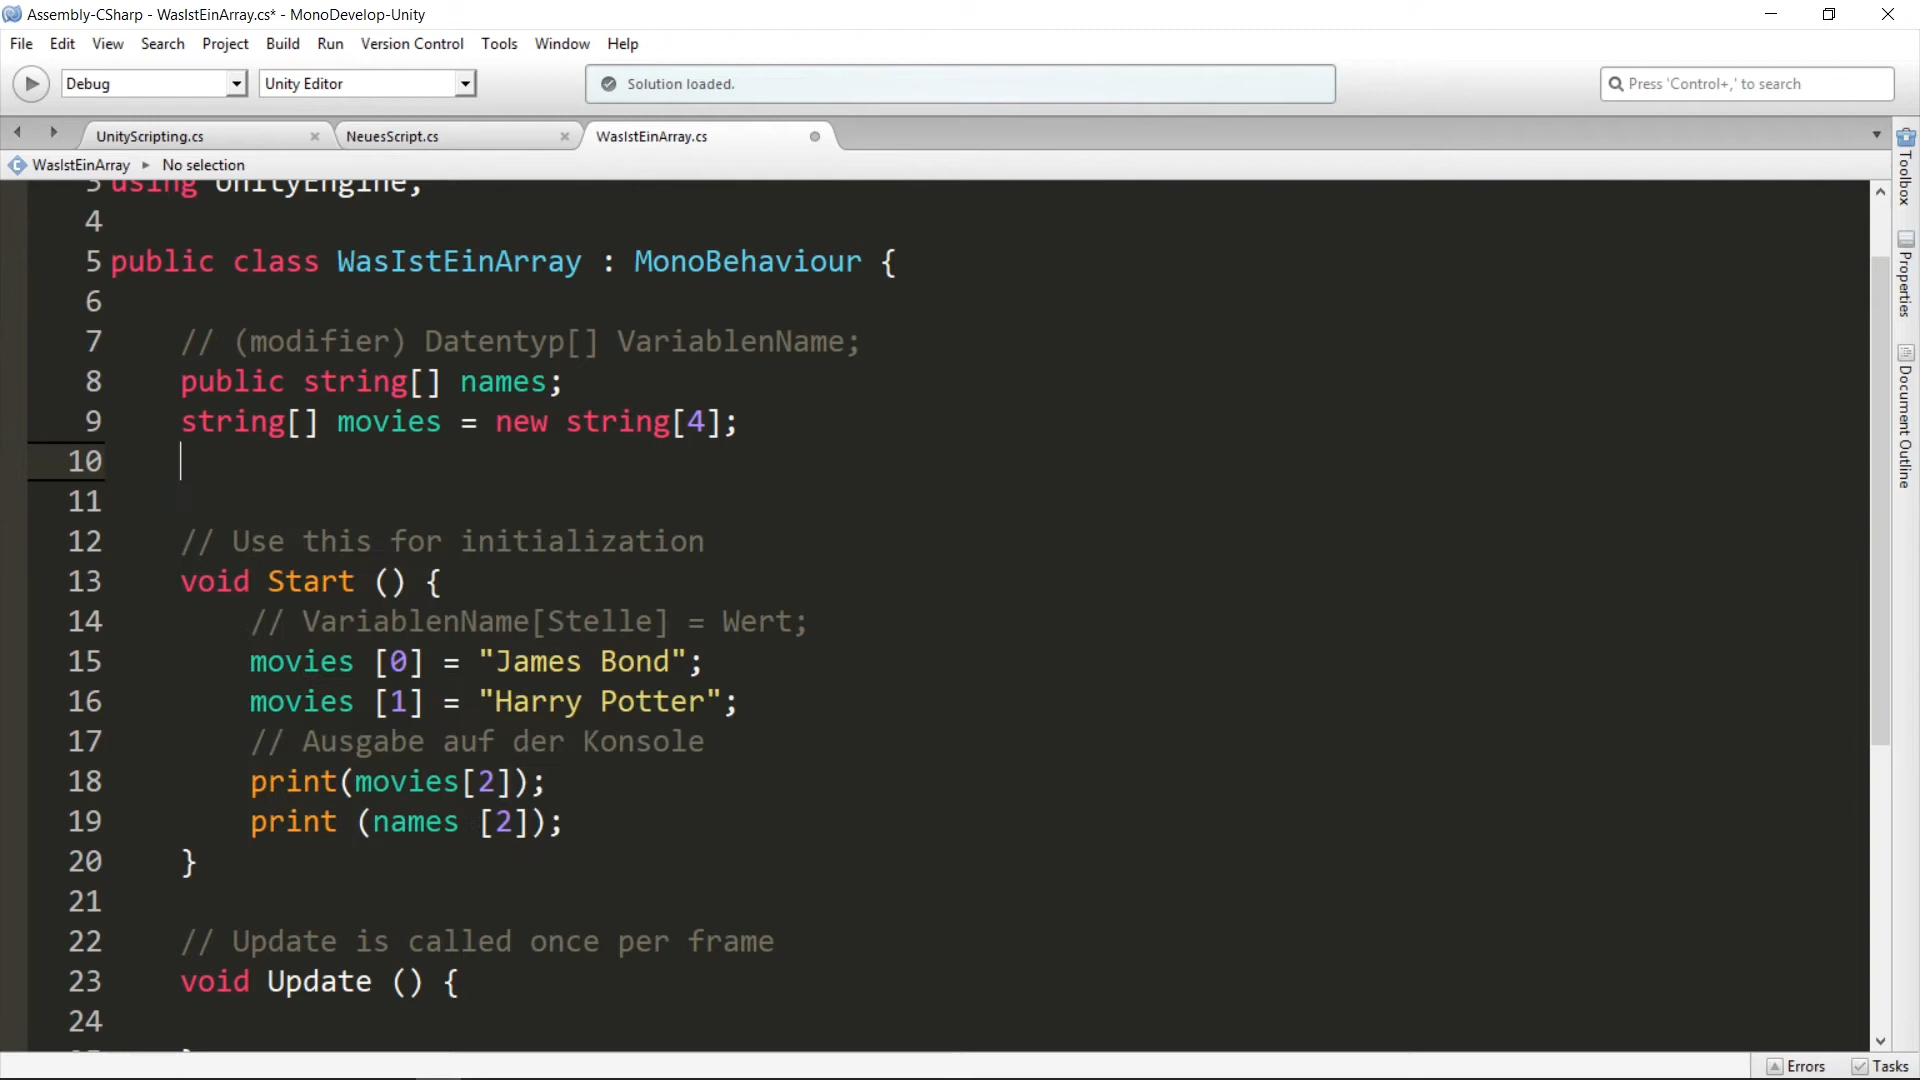 Assembly-CSharp - WasIstEinArray.cs* - MonoDevelop-Unity
File Edit View Search Project Build Run Version Control Tools Window Help
Debug Unity Editor Solution loaded. Press 'Control+,' to search
UnityScripting.cs NeuesScript.cs WasIstEinArray.cs
WasIstEinArray No selection
3 using UnityEngine;
4
5 public class WasIstEinArray : MonoBehaviour {
6
7 // (modifier) Datentyp[] VariablenName;
8 public string[] names;
9 string[] movies = new string[4];
10
11
12 // Use this for initialization
13 void Start () {
14 // VariablenName[Stelle] = Wert;
15 movies [0] = "James Bond";
16 movies [1] = "Harry Potter";
17 // Ausgabe auf der Konsole
18 print(movies[2]);
19 print (names [2]);
20 }
21
22 // Update is called once per frame
23 void Update () {
24
Toolbox
Properties
Document Outline
Errors Tasks